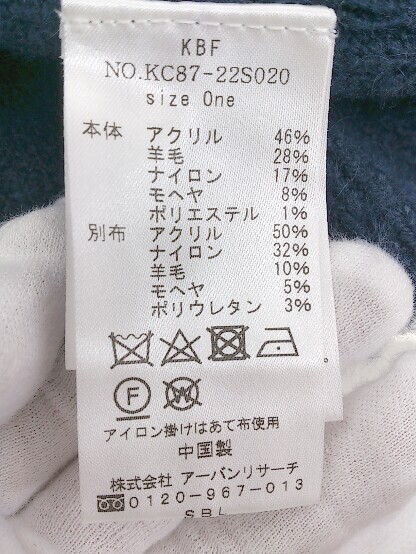 KBF
NO.KC87-22S020
size One
本体 アクリル 46%
羊毛 28%
ナイロン 17%
モヘヤ 8%
ポリエステル 1%
別布 アクリル 50%
ナイロン 32%
羊毛 10%
モヘヤ 5%
ポリウレタン 3%
F W
アイロン掛けはあて布使用
中国製
株式会社 アーバンリサーチ
0120-967-013
SBL